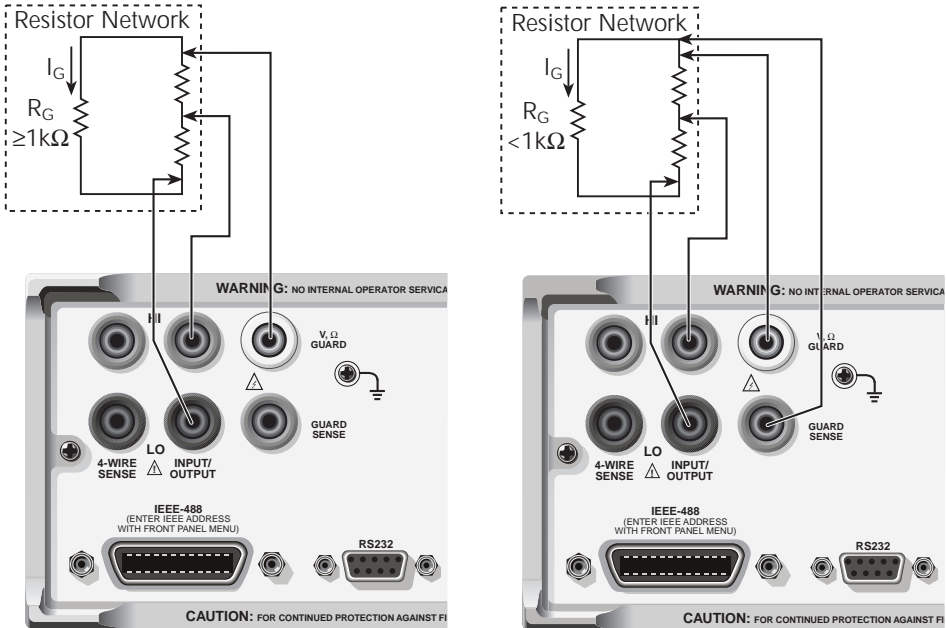 Resistor Network
I_G
R_G
≥1kΩ
WARNING: NO INTERNAL OPERATOR SERVICA
HI
V, Ω
GUARD
GUARD
SENSE
4-WIRE
SENSE
LO
INPUT/
OUTPUT
IEEE-488
(ENTER IEEE ADDRESS
WITH FRONT PANEL MENU)
RS232
CAUTION: FOR CONTINUED PROTECTION AGAINST FI
Resistor Network
I_G
R_G
<1kΩ
WARNING: NO INTERNAL OPERATOR SERVICA
HI
V, Ω
GUARD
GUARD
SENSE
4-WIRE
SENSE
LO
INPUT/
OUTPUT
IEEE-488
(ENTER IEEE ADDRESS
WITH FRONT PANEL MENU)
RS232
CAUTION: FOR CONTINUED PROTECTION AGAINST FI